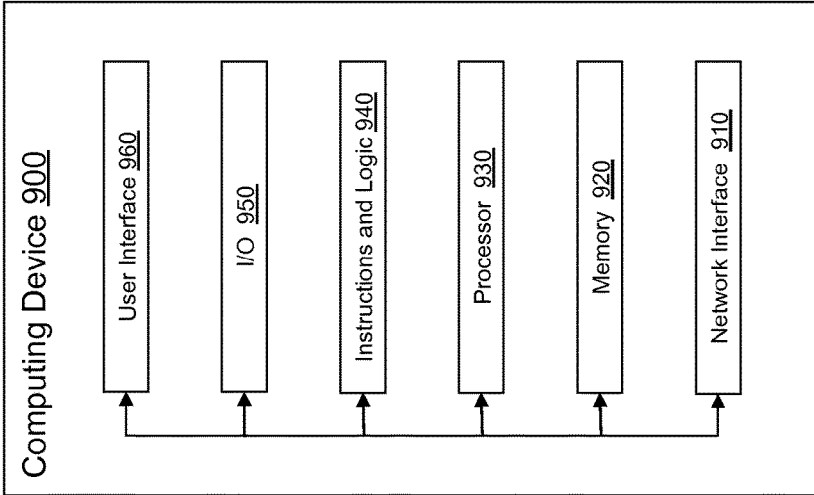 Computing Device 900
User Interface 960
I/O 950
Instructions and Logic 940
Processor 930
Memory 920
Network Interface 910